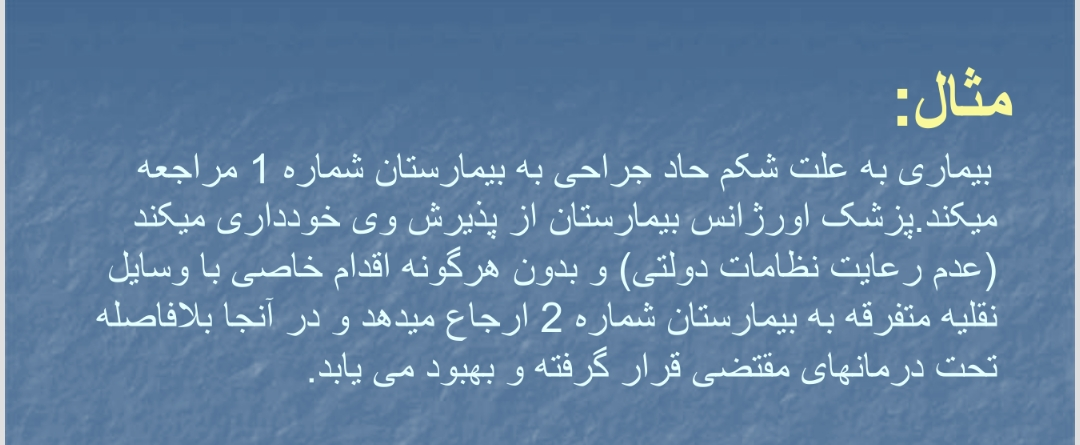 مثال:
بیماری به علت شکم حاد جراحی به بیمارستان شماره 1 مراجعه
میکند.پزشک اورژانس بیمارستان از پذیرش وی خودداری میکند
(عدم رعایت نظامات دولتی) و بدون هرگونه اقدام خاصی با وسایل
نقلیه متفرقه به بیمارستان شماره 2 ارجاع میدهد و در آنجا بلافاصله
تحت درمانهای مقتضی قرار گرفته و بهبود می یابد.